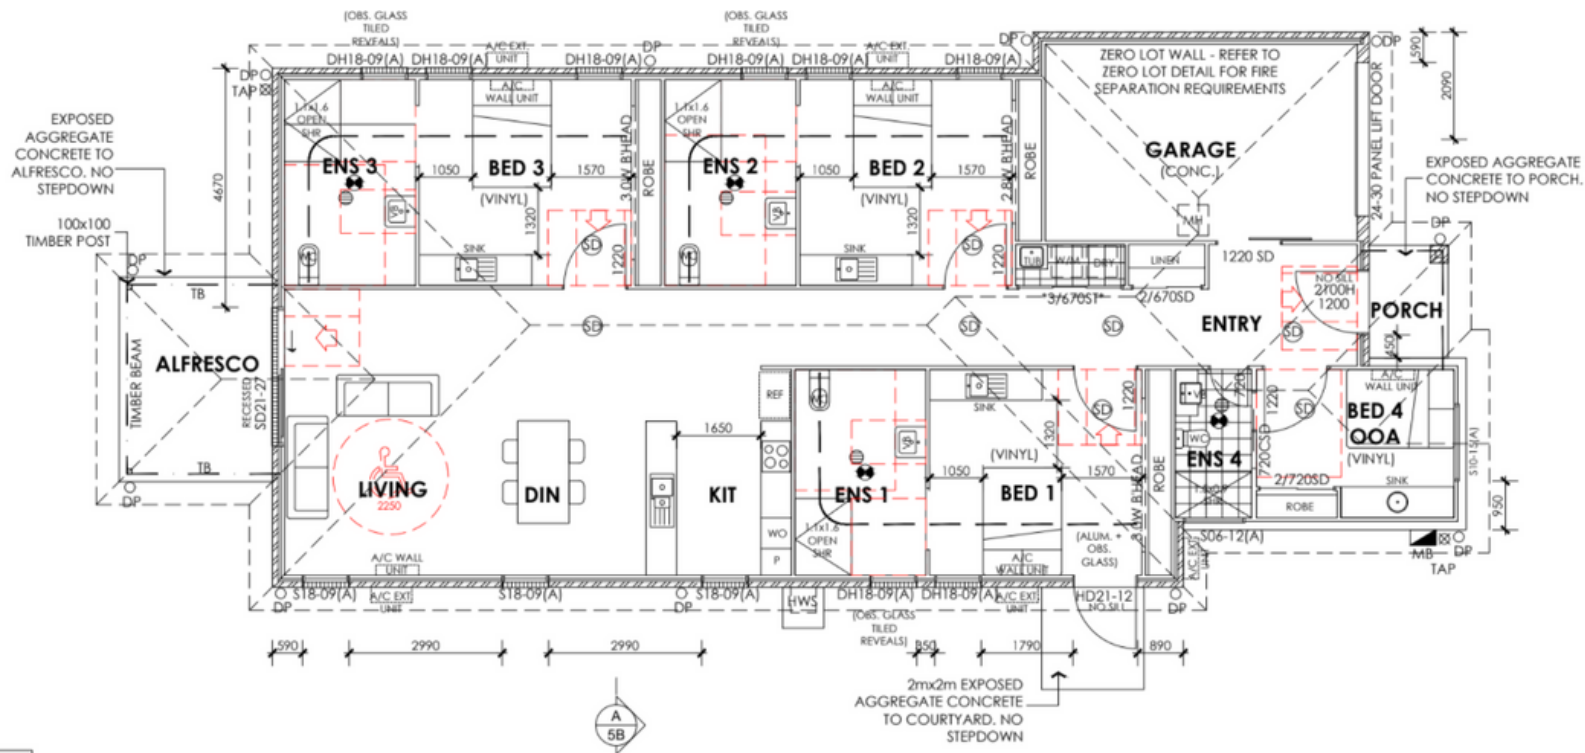 (OBS. GLASS
TILED
REVEALS)
(OBS. GLASS
TILED
REVEALS)
DP
DH18-09(A)
DH18-09(A)
A/C EXT.
UNIT
DH18-09(A)
DP
DH18-09(A)
DH18-09(A)
A/C EXT.
UNIT
DH18-09(A)
DP
DP
TAP
590
2090
ZERO LOT WALL - REFER TO
ZERO LOT DETAIL FOR FIRE
SEPARATION REQUIREMENTS
24-30 PANEL LIFT DOOR
EXPOSED
AGGREGATE
CONCRETE TO
ALFRESCO. NO
STEPDOWN
4670
1.1x1.6
OPEN
SHR
A/C
WALL UNIT
ENS 3
1050
BED 3
1570
(VINYL)
1320
3.0W B'HEAD
ROBE
VB
WC
SINK
SD
1220
1.1x1.6
OPEN
SHR
A/C
WALL UNIT
ENS 2
1050
BED 2
1570
(VINYL)
1320
2.8W B'HEAD
ROBE
VB
WC
SINK
SD
1220
GARAGE
(CONC.)
MH
EXPOSED AGGREGATE
CONCRETE TO PORCH.
NO STEPDOWN
DP
100x100
TIMBER POST
DP
TB
TUB
W/M
DRY
LINEN
1220 SD
*3/670ST*
2/670SD
NO SILL
2100H
1200
ENTRY
SD
PORCH
450
SD
SD
SD
ALFRESCO
TIMBER BEAM
RECESSED
SD21-27
TB
DP
LIVING
2250
DIN
1650
REF
KIT
WO
P
A/C WALL
UNIT
WC
VB
ENS 1
1.1x1.6
OPEN
SHR
SINK
1320
(VINYL)
1050
BED 1
1570
SD
1220
3.0W B'HEAD
ROBE
A/C
WALL UNIT
(ALUM. +
OBS.
GLASS)
VB
WC
ENS 4
720
1220
720CSD
SD
A/C
WALL UNIT
BED 4
OOA
(VINYL)
2/720SD
ROBE
SINK
S10-15(A)
950
S06-12(A)
MB
TAP
DP
A/C EXT.
UNIT
DP
S18-09(A)
A/C EXT.
UNIT
S18-09(A)
DP
S18-09(A)
HWS
DH18-09(A)
DH18-09(A)
A/C EXT.
UNIT
HD21-12
NO SILL
DP
(OBS. GLASS
TILED
REVEALS)
590
2990
2990
350
1790
890
2mx2m EXPOSED
AGGREGATE CONCRETE
TO COURTYARD. NO
STEPDOWN
A
5B